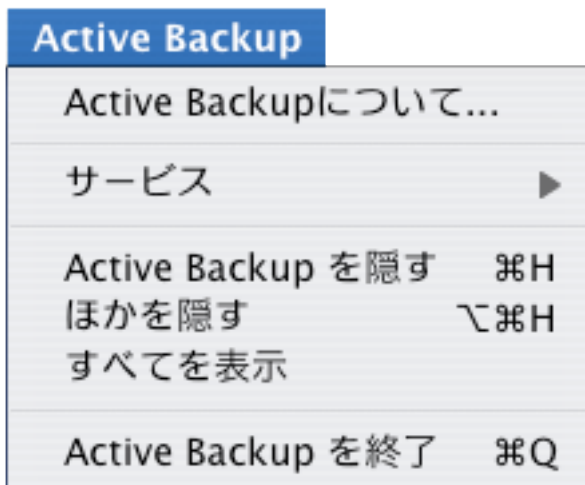 Active Backup
Active Backupについて...
サービス ▶
Active Backup を隠す ⌘H
ほかを隠す ⌥⌘H
すべてを表示
Active Backup を終了 ⌘Q